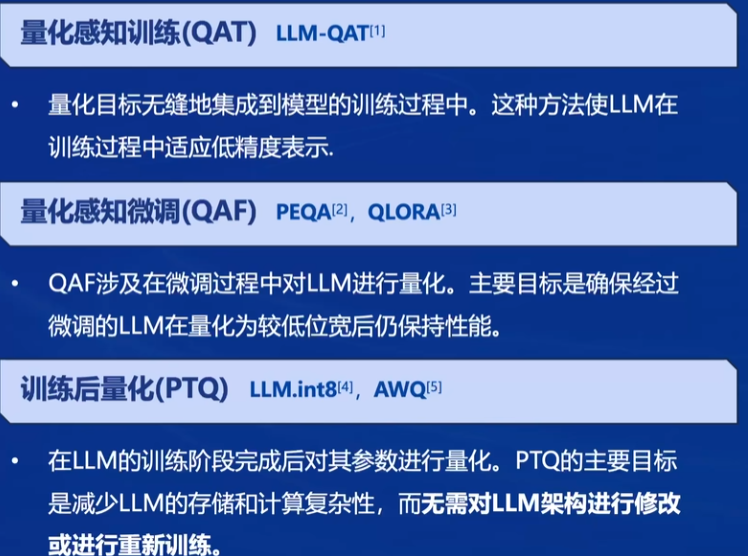 量化感知训练(QAT) LLM-QAT[1]
• 量化目标无缝地集成到模型的训练过程中。这种方法使LLM在
训练过程中适应低精度表示.
量化感知微调(QAF) PEQA[2]，QLORA[3]
• QAF涉及在微调过程中对LLM进行量化。主要目标是确保经过
微调的LLM在量化为较低位宽后仍保持性能。
训练后量化(PTQ) LLM.int8[4]，AWQ[5]
• 在LLM的训练阶段完成后对其参数进行量化。PTQ的主要目标
是减少LLM的存储和计算复杂性，而无需对LLM架构进行修改
或进行重新训练。